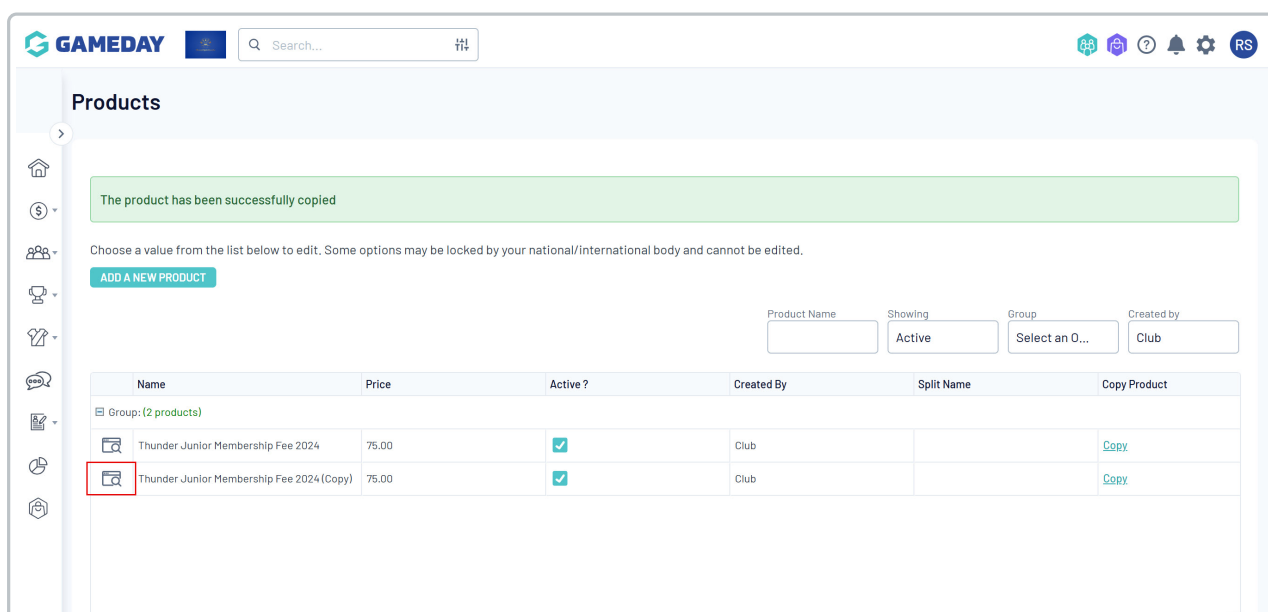 GAMEDAY
Search...
RS
Products
The product has been successfully copied
Choose a value from the list below to edit. Some options may be locked by your national/international body and cannot be edited.
ADD A NEW PRODUCT
Product Name Showing Group Created by
Active Select an O... Club
Name Price Active ? Created By Split Name Copy Product
Group: (2 products)
Thunder Junior Membership Fee 2024 75.00 Club Copy
Thunder Junior Membership Fee 2024 (Copy) 75.00 Club Copy